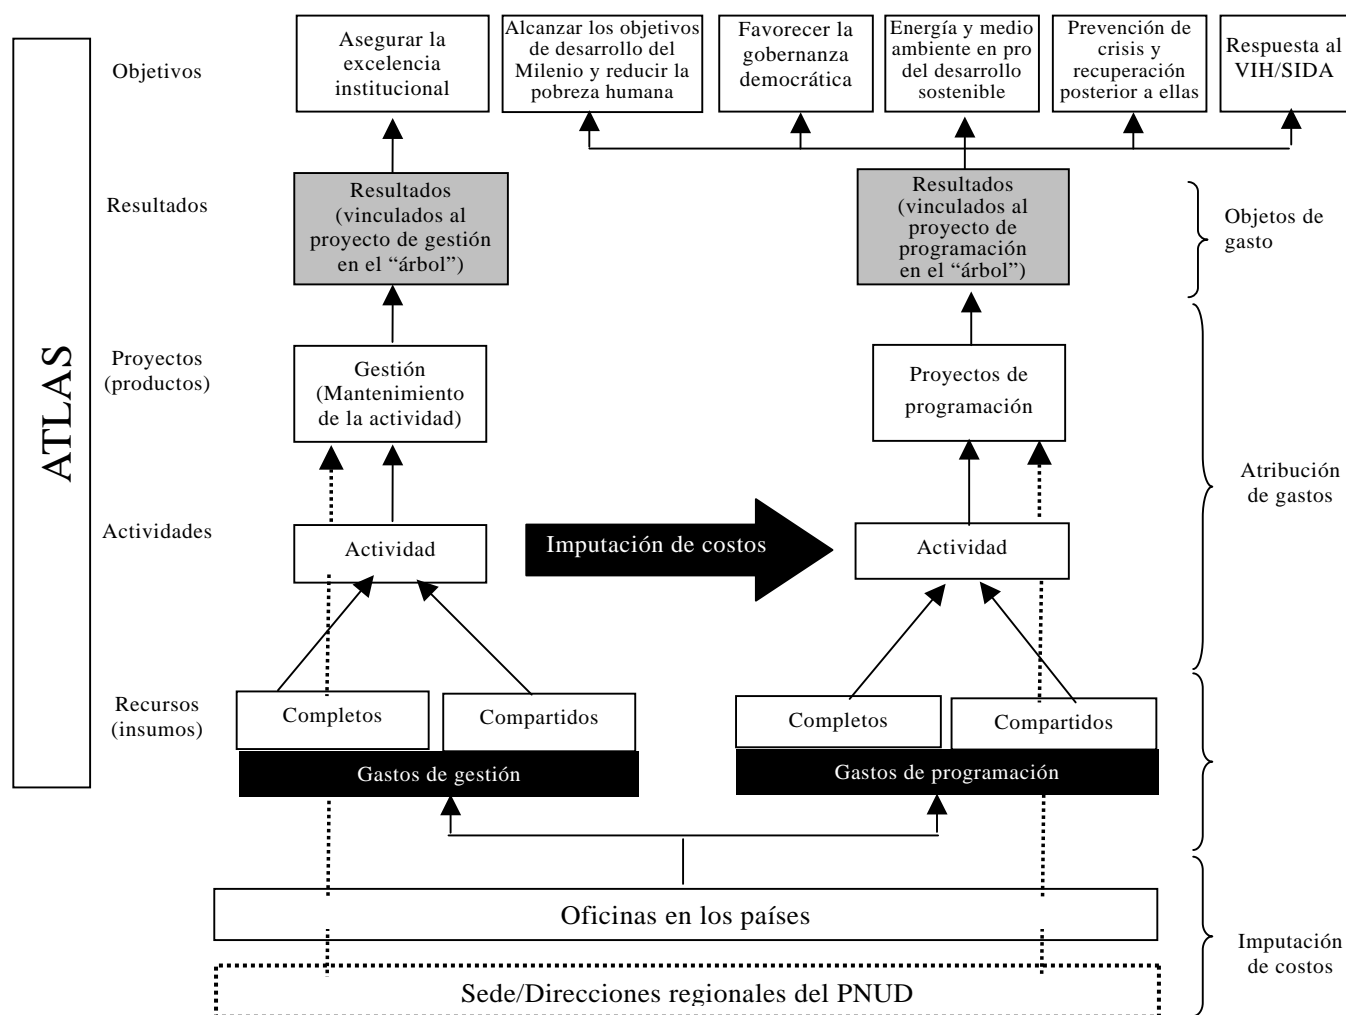 ATLAS
Objetivos
Asegurar la
excelencia
institucional
Alcanzar los objetivos
de desarrollo del
Milenio y reducir la
pobreza humana
Favorecer la
gobernanza
democrática
Energía y medio
ambiente en pro
del desarrollo
sostenible
Prevención de
crisis y
recuperación
posterior a ellas
Respuesta al
VIH/SIDA
Resultados
Resultados
(vinculados al
proyecto de gestión
en el “árbol”)
Resultados
(vinculados al
proyecto de
programación
en el “árbol”)
Objetos de
gasto
Proyectos
(productos)
Gestión
(Mantenimiento
de la actividad)
Proyectos de
programación
Atribución
de gastos
Actividades
Actividad
Imputación de costos
Actividad
Recursos
(insumos)
Completos
Compartidos
Completos
Compartidos
Gastos de gestión
Gastos de programación
Oficinas en los países
Imputación
de costos
Sede/Direcciones regionales del PNUD